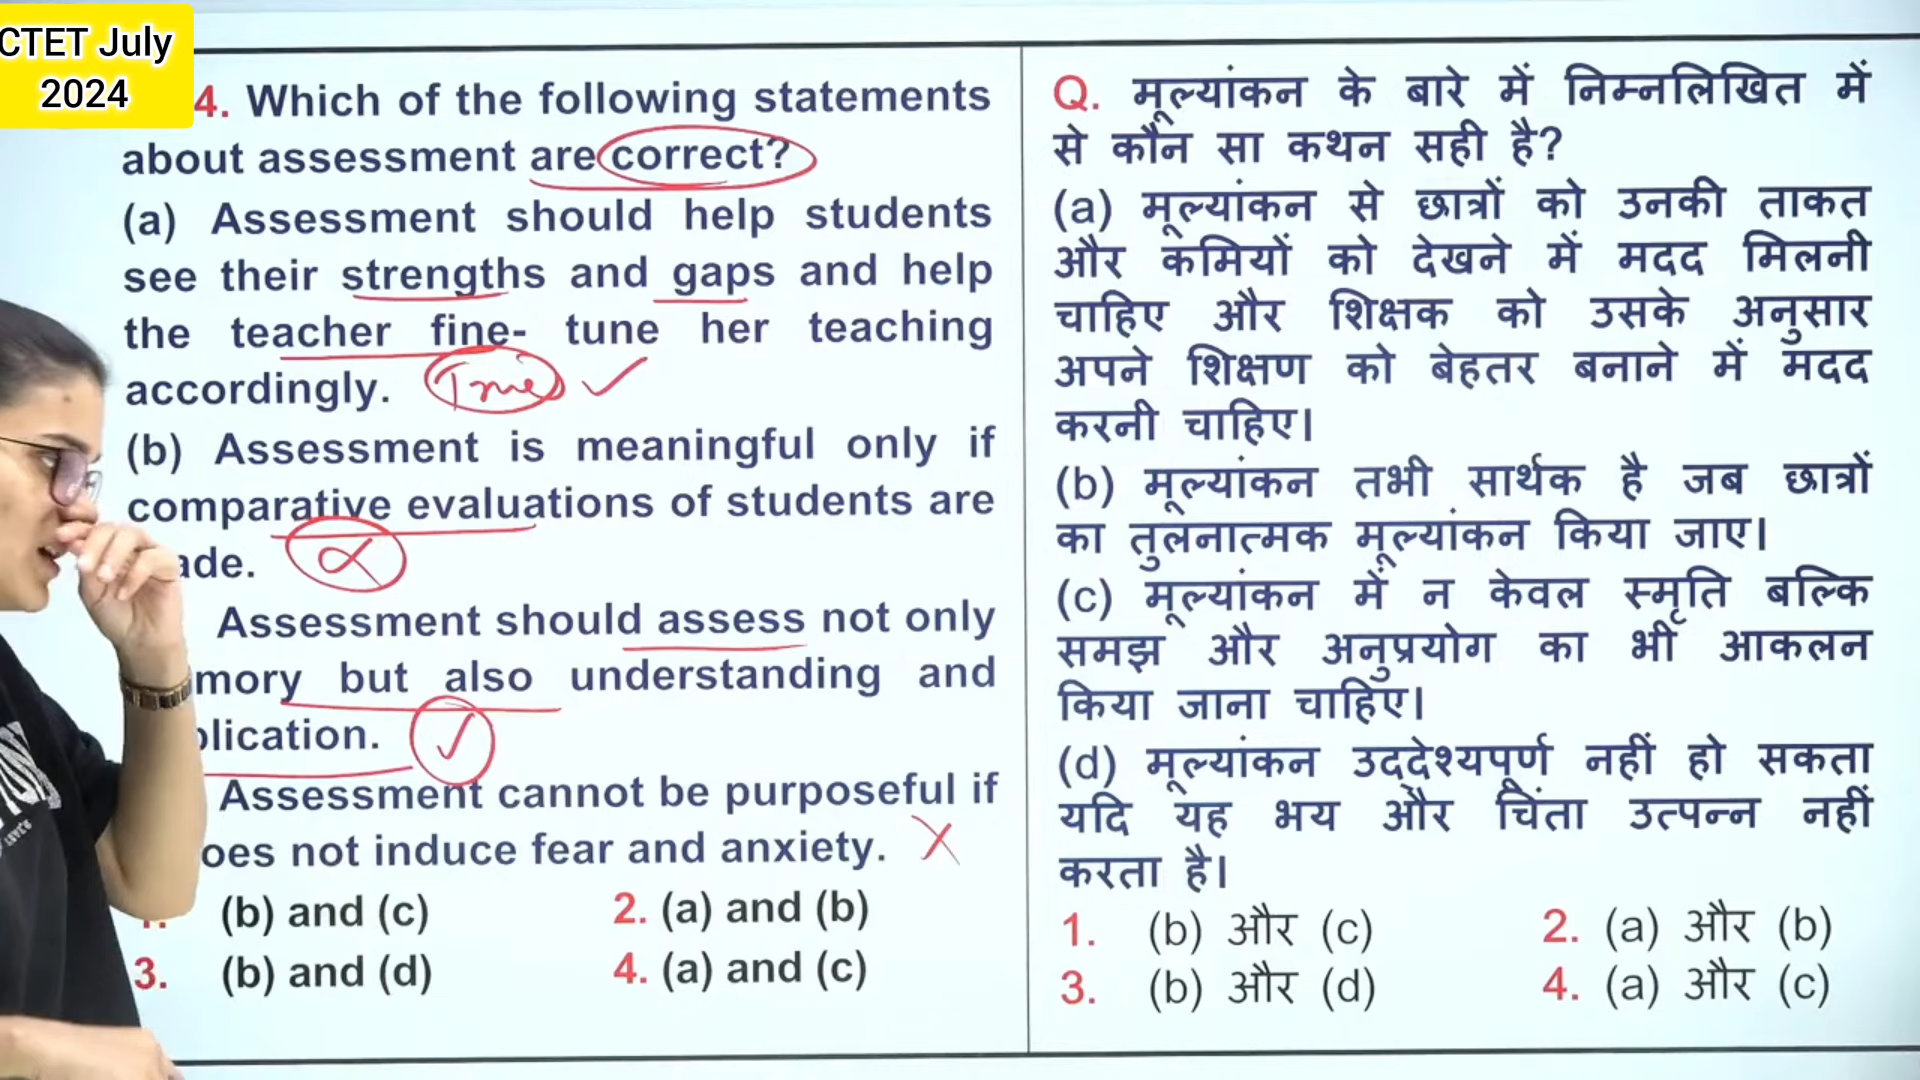 CTET July
2024
4. Which of the following statements
about assessment are correct?
(a) Assessment should help students
see their strengths and gaps and help
the teacher fine- tune her teaching
accordingly. True ✓
(b) Assessment is meaningful only if
comparative evaluations of students are
ade.
Assessment should assess not only
mory but also understanding and
plication. ✓
Assessment cannot be purposeful if
oes not induce fear and anxiety. X
1. (b) and (c) 2. (a) and (b)
3. (b) and (d) 4. (a) and (c)
Q. मूल्यांकन के बारे में निम्नलिखित में
से कौन सा कथन सही है?
(a) मूल्यांकन से छात्रों को उनकी ताकत
और कमियों को देखने में मदद मिलनी
चाहिए और शिक्षक को उसके अनुसार
अपने शिक्षण को बेहतर बनाने में मदद
करनी चाहिए।
(b) मूल्यांकन तभी सार्थक है जब छात्रों
का तुलनात्मक मूल्यांकन किया जाए।
(c) मूल्यांकन में न केवल स्मृति बल्कि
समझ और अनुप्रयोग का भी आकलन
किया जाना चाहिए।
(d) मूल्यांकन उद्देश्यपूर्ण नहीं हो सकता
यदि यह भय और चिंता उत्पन्न नहीं
करता है।
1. (b) और (c) 2. (a) और (b)
3. (b) और (d) 4. (a) और (c)